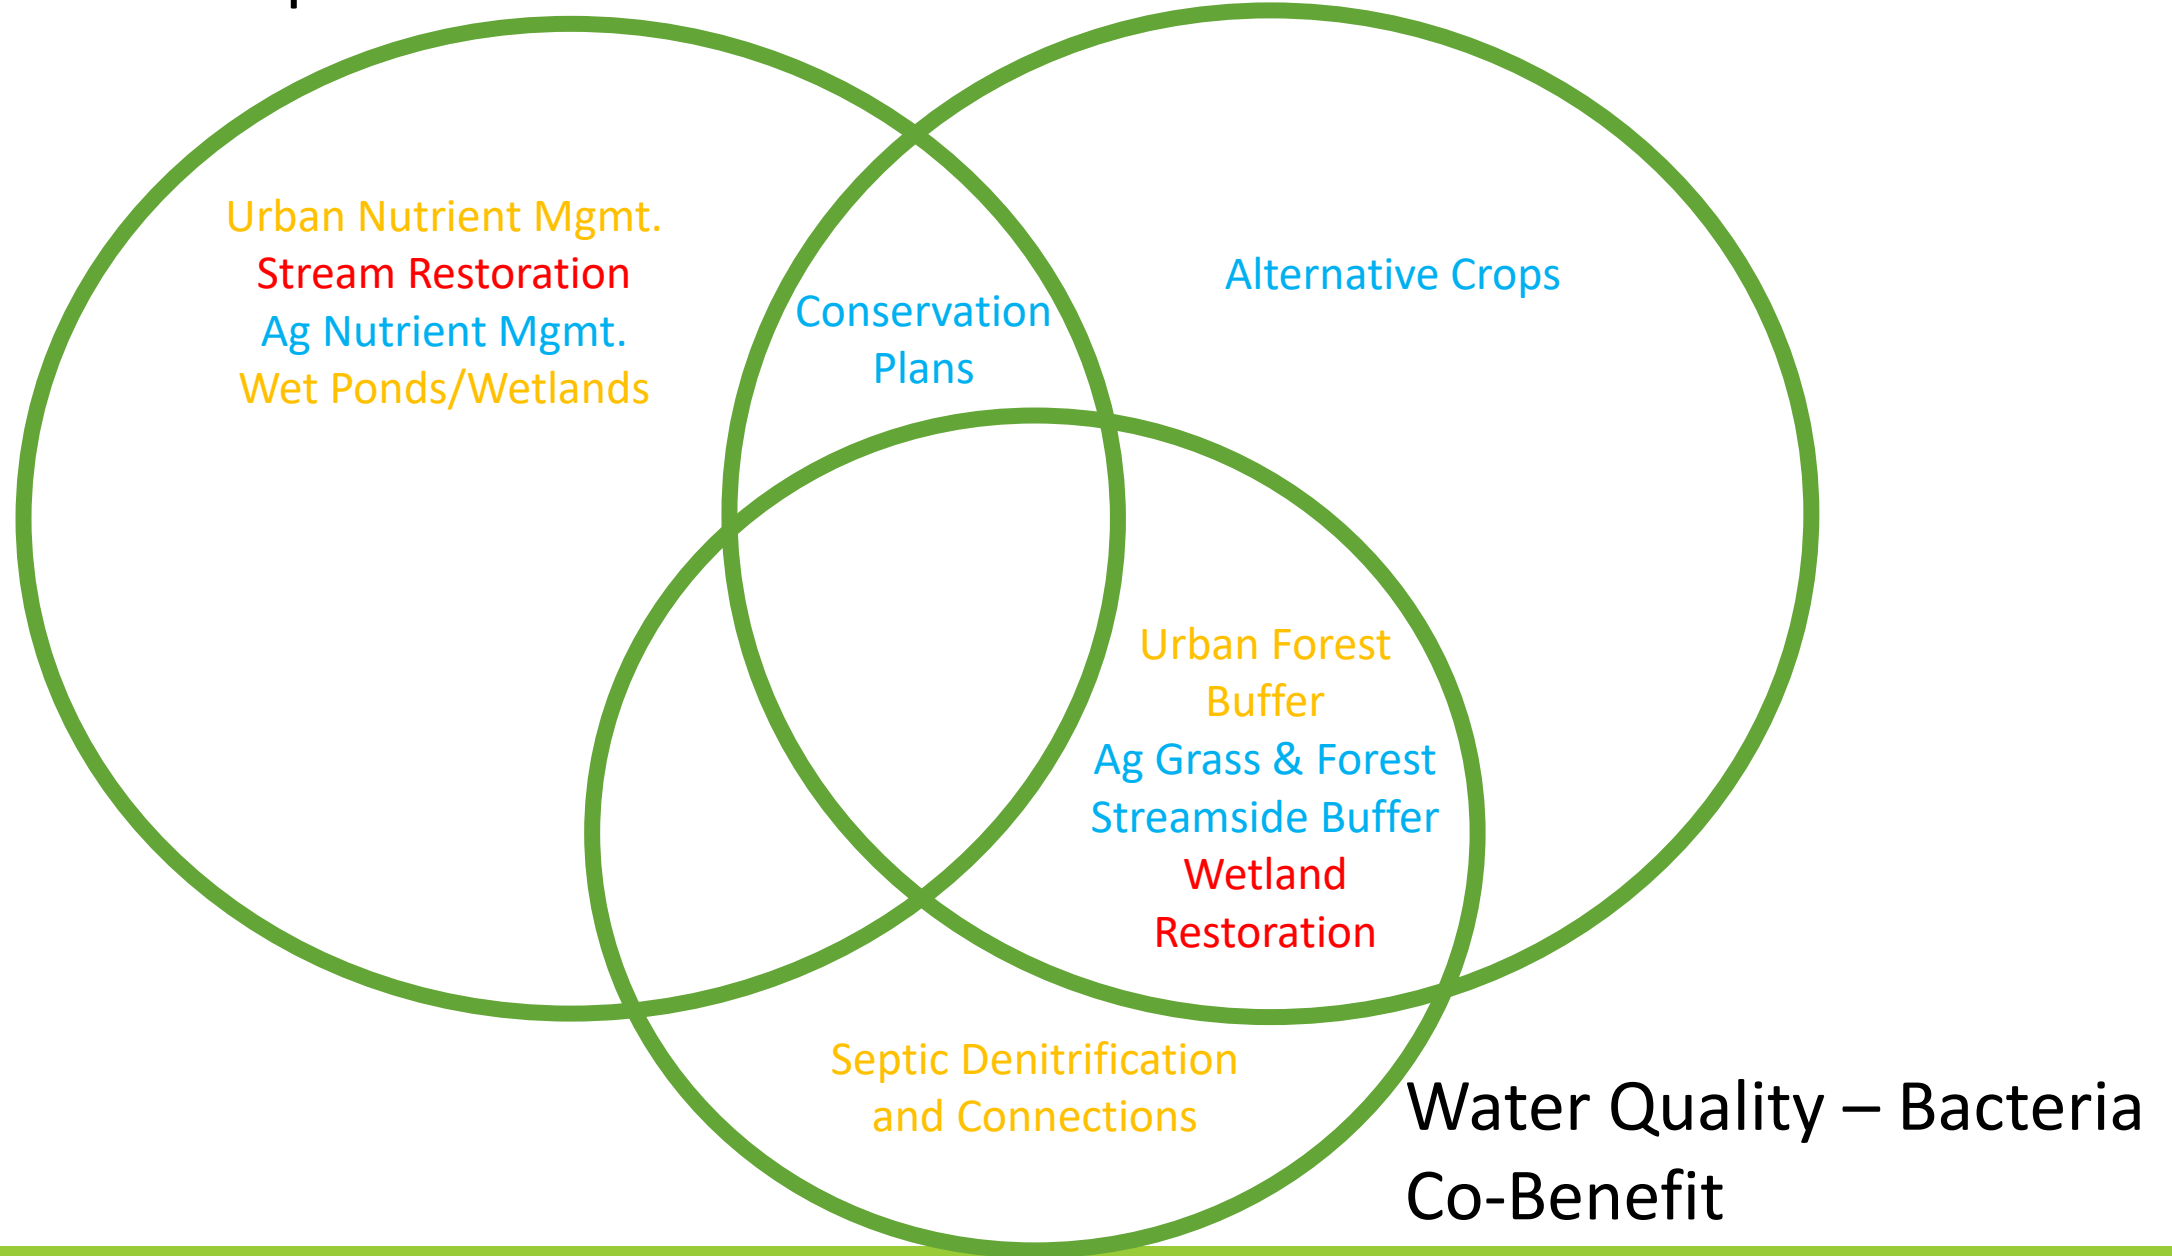 Urban Nutrient Mgmt.
Stream Restoration
Ag Nutrient Mgmt.
Wet Ponds/Wetlands
Conservation
Plans
Alternative Crops
Urban Forest
Buffer
Ag Grass & Forest
Streamside Buffer
Wetland
Restoration
Septic Denitrification
and Connections
Water Quality – Bacteria
Co-Benefit